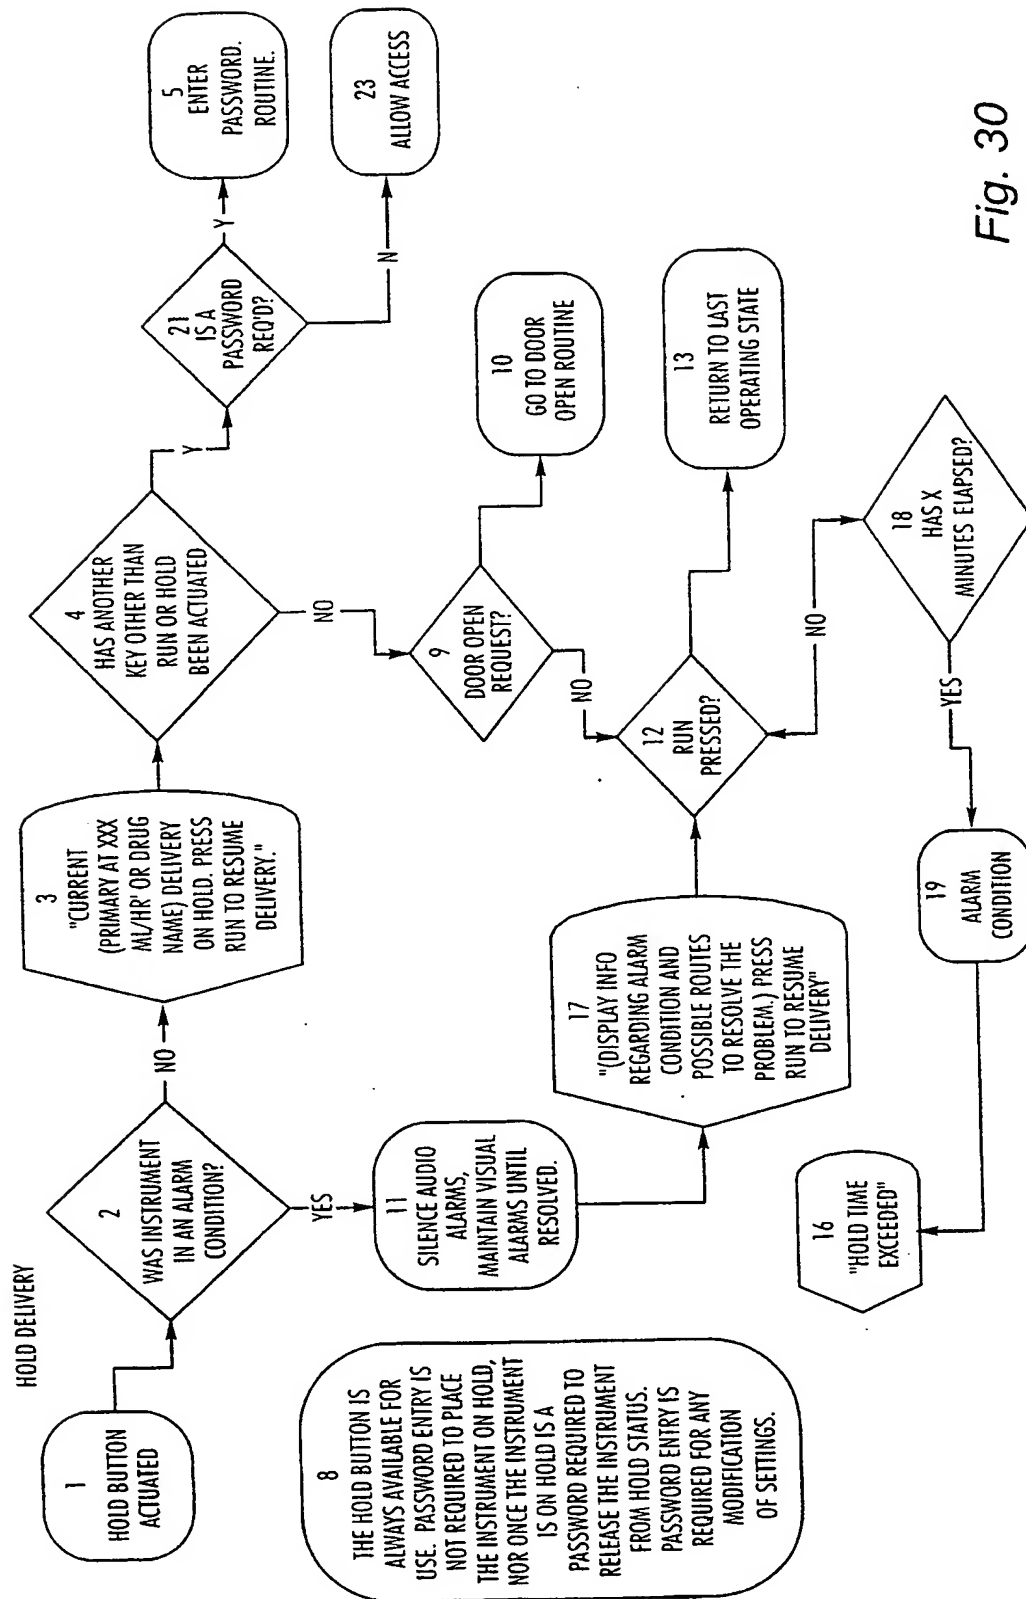 HOLD DELIVERY
1
HOLD BUTTON
ACTUATED
2
WAS INSTRUMENT
IN AN ALARM
CONDITION?
NO
YES
3
"CURRENT
(PRIMARY AT XXX
ML/HR' OR DRUG
NAME) DELIVERY
ON HOLD. PRESS
RUN TO RESUME
DELIVERY."
4
HAS ANOTHER
KEY OTHER THAN
RUN OR HOLD
BEEN ACTUATED
Y
NO
21
IS A
PASSWORD
REQ'D?
Y
N
5
ENTER
PASSWORD.
ROUTINE.
23
ALLOW ACCESS
9
DOOR OPEN
REQUEST?
NO
10
GO TO DOOR
OPEN ROUTINE
11
SILENCE AUDIO
ALARMS,
MAINTAIN VISUAL
ALARMS UNTIL
RESOLVED.
17
"(DISPLAY INFO
REGARDING ALARM
CONDITION AND
POSSIBLE ROUTES
TO RESOLVE THE
PROBLEM.) PRESS
RUN TO RESUME
DELIVERY"
12
RUN
PRESSED?
NO
13
RETURN TO LAST
OPERATING STATE
18
HAS X
MINUTES ELAPSED?
YES
19
ALARM
CONDITION
16
"HOLD TIME
EXCEEDED"
8
THE HOLD BUTTON IS
ALWAYS AVAILABLE FOR
USE. PASSWORD ENTRY IS
NOT REQUIRED TO PLACE
THE INSTRUMENT ON HOLD,
NOR ONCE THE INSTRUMENT
IS ON HOLD IS A
PASSWORD REQUIRED TO
RELEASE THE INSTRUMENT
FROM HOLD STATUS.
PASSWORD ENTRY IS
REQUIRED FOR ANY
MODIFICATION
OF SETTINGS.
Fig. 30